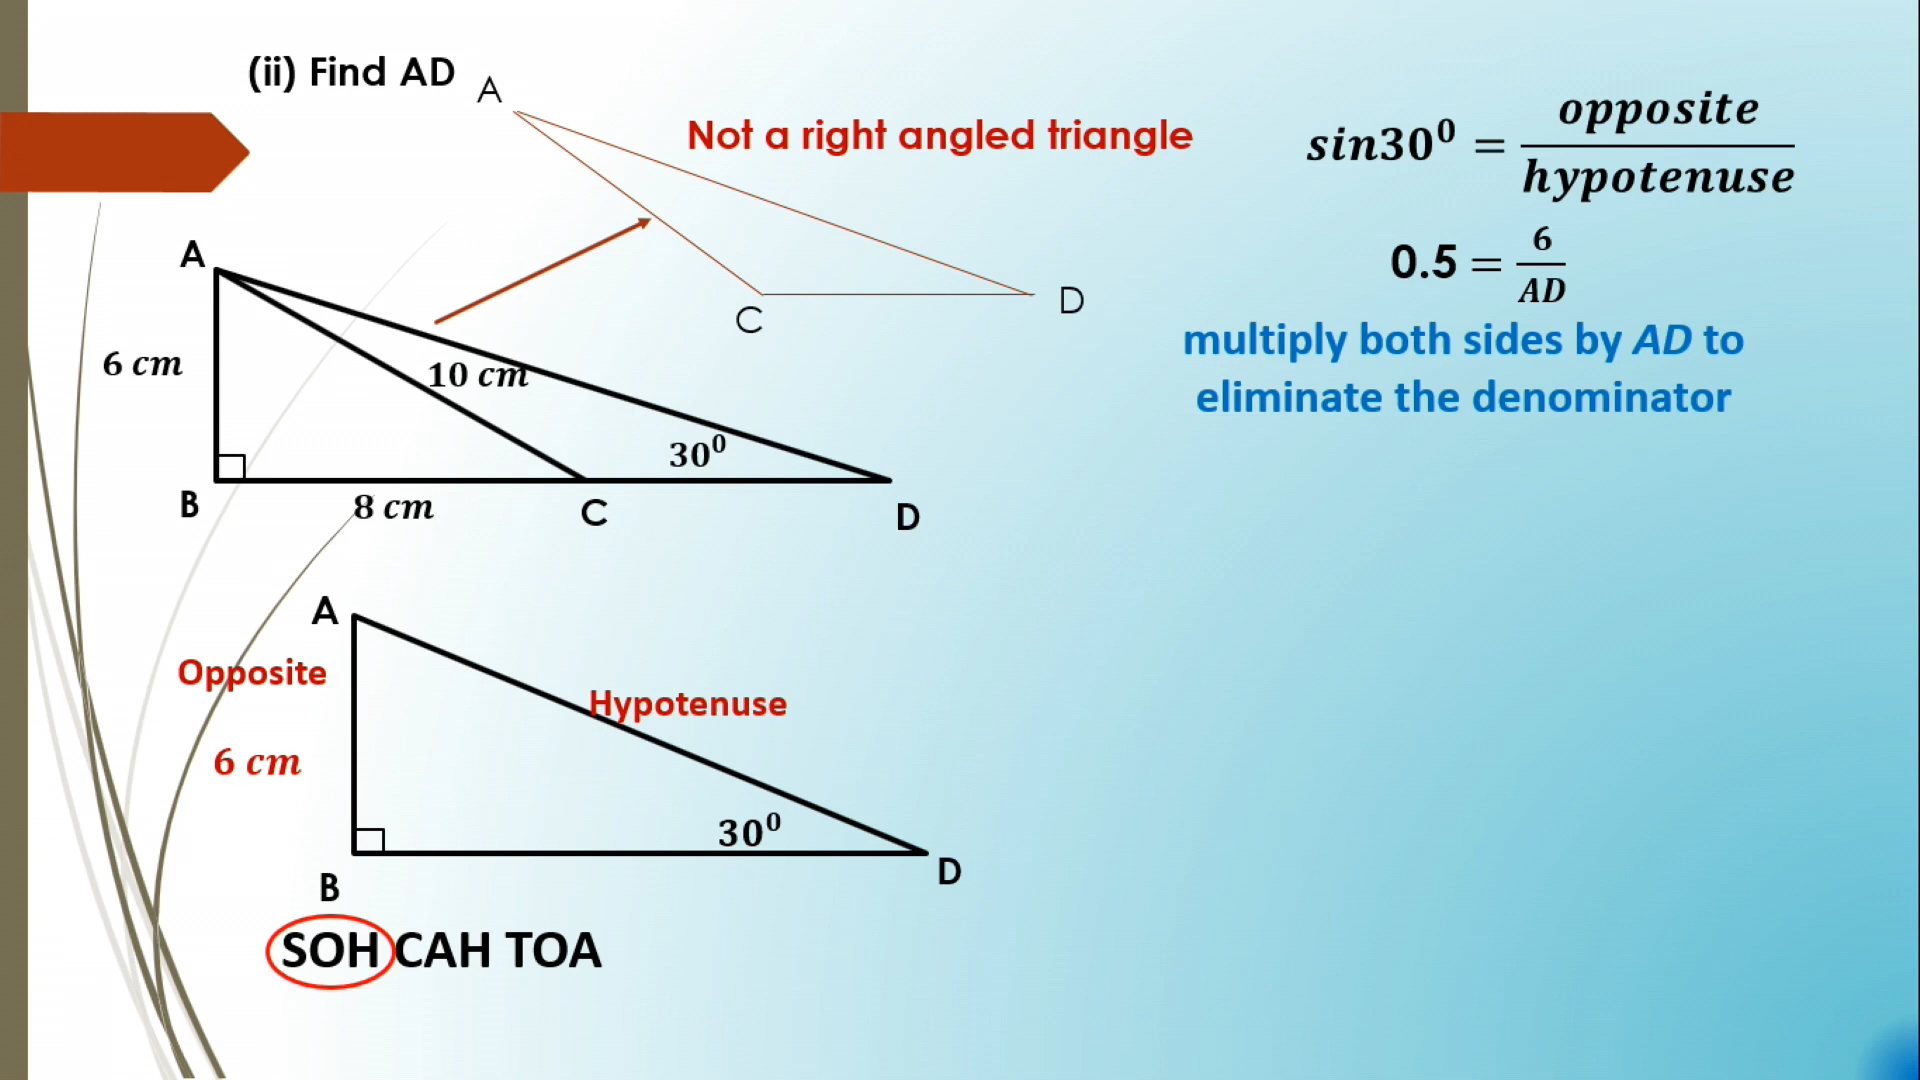 (ii) Find AD
A
Not a right angled triangle
C
D
A
6 cm
10 cm
30⁰
B
8 cm
C
D
A
Opposite
Hypotenuse
6 cm
30⁰
B
D
SOH CAH TOA
sin30⁰ = opposite/hypotenuse
0.5 = 6/AD
multiply both sides by AD to
eliminate the denominator